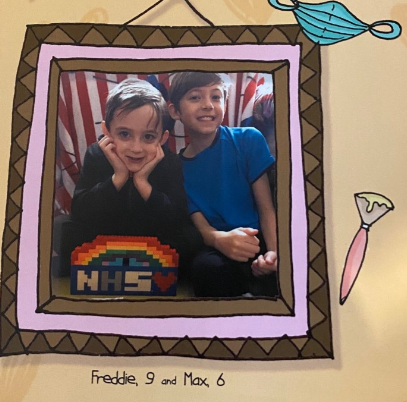 NHS
Freddie, 9 and Max, 6